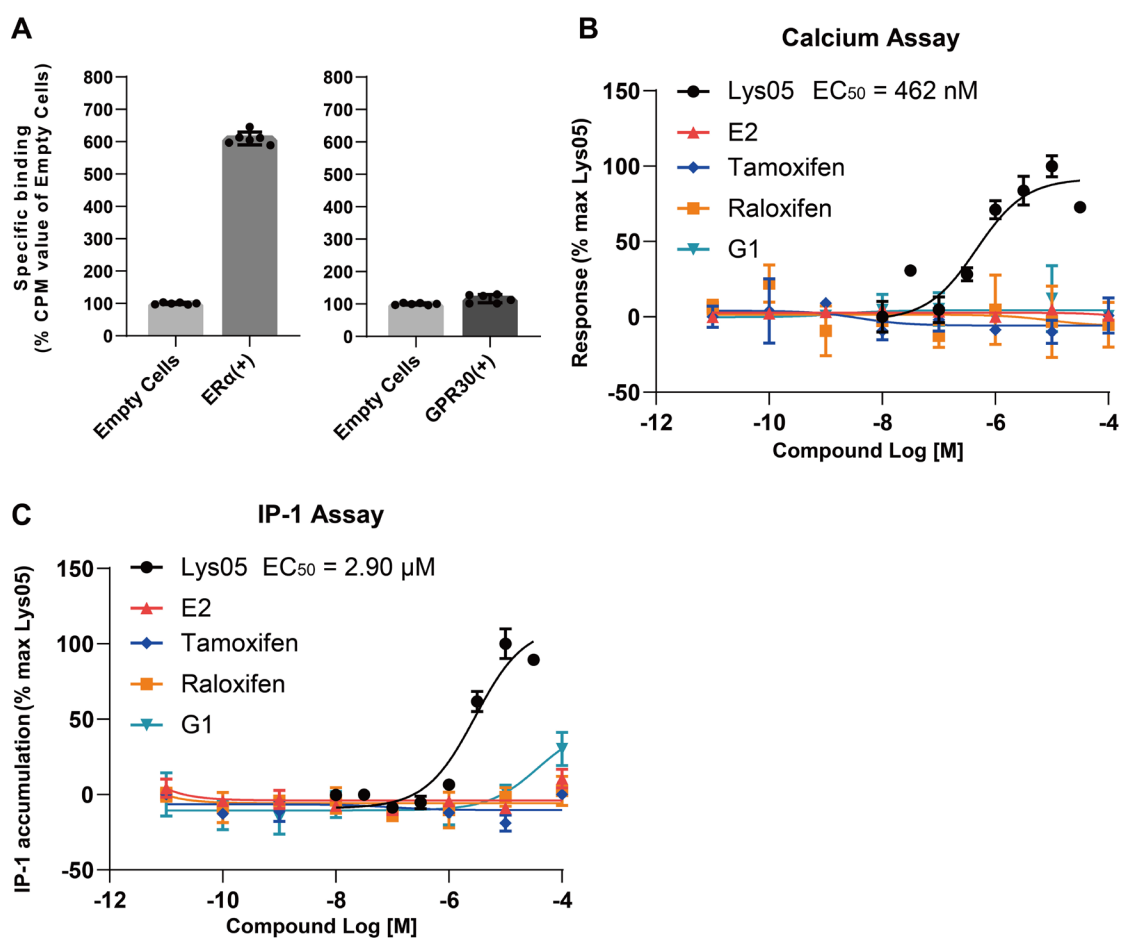 A
Specific binding
(% CPM value of Empty Cells)
800
700
600
500
400
300
200
100
0
Empty Cells
ERα(+)
800
700
600
500
400
300
200
100
0
Empty Cells
GPR30(+)
B
Calcium Assay
Response (% max Lys05)
150
100
50
0
-50
Lys05 EC50 = 462 nM
E2
Tamoxifen
Raloxifen
G1
-12 -10 -8 -6 -4
Compound Log [M]
C
IP-1 Assay
IP-1 accumulation (% max Lys05)
150
100
50
0
-50
Lys05 EC50 = 2.90 µM
E2
Tamoxifen
Raloxifen
G1
-12 -10 -8 -6 -4
Compound Log [M]